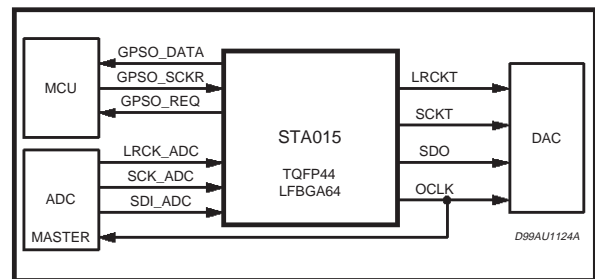 MCU
GPSO_DATA
GPSO_SCKR
GPSO_REQ
ADC
MASTER
LRCK_ADC
SCK_ADC
SDI_ADC
STA015
TQFP44
LFBGA64
LRCKT
SCKT
SDO
OCLK
DAC
D99AU1124A